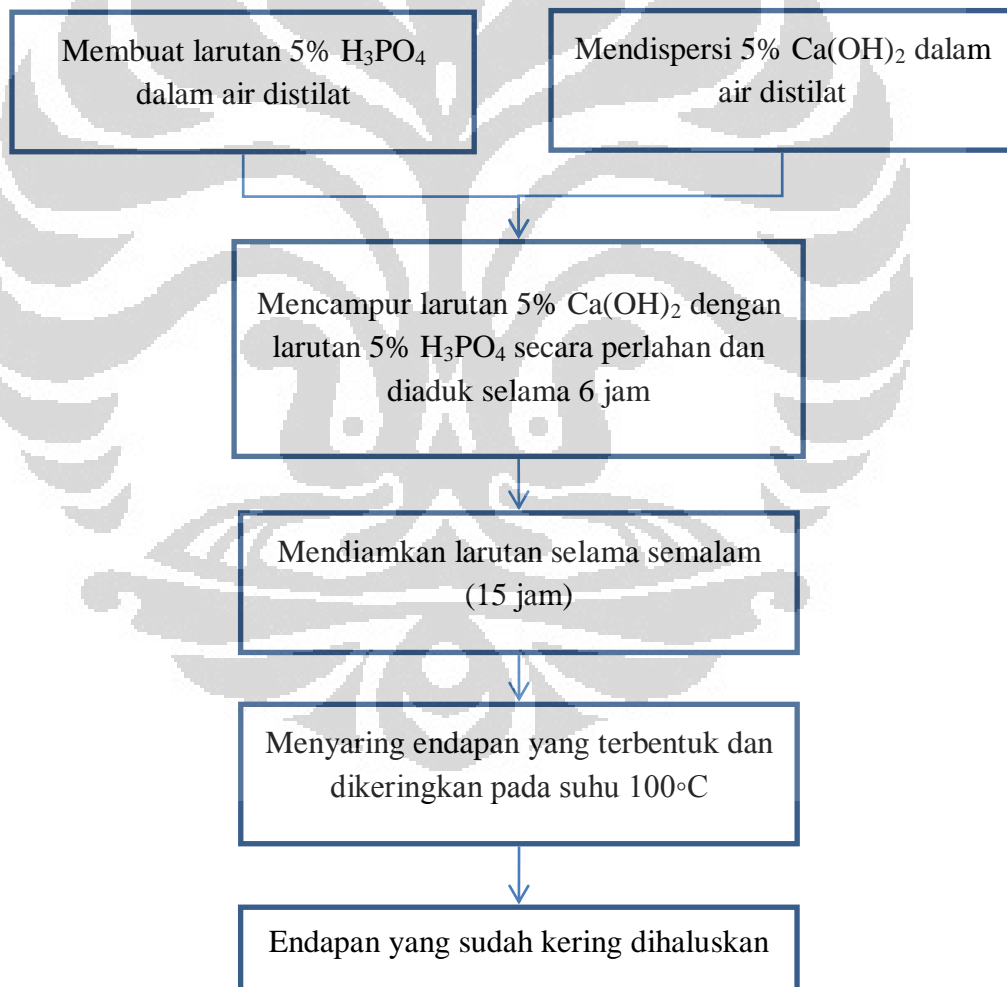 Membuat larutan 5% H₃PO₄
dalam air distilat
Mendispersi 5% Ca(OH)₂ dalam
air distilat
Mencampur larutan 5% Ca(OH)₂ dengan
larutan 5% H₃PO₄ secara perlahan dan
diaduk selama 6 jam
Mendiamkan larutan selama semalam
(15 jam)
Menyaring endapan yang terbentuk dan
dikeringkan pada suhu 100◦C
Endapan yang sudah kering dihaluskan